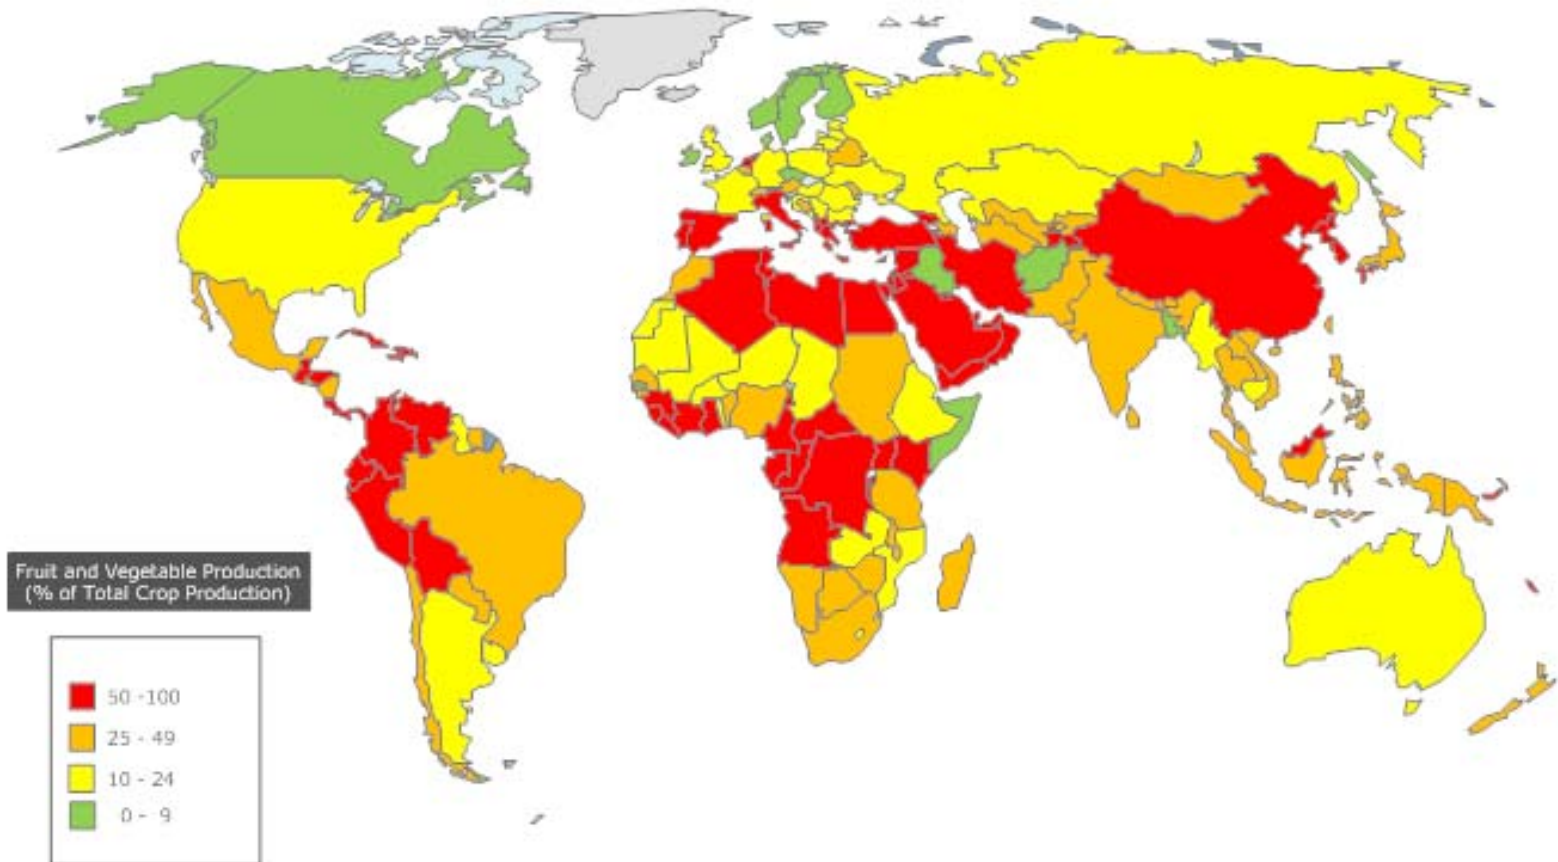 Fruit and Vegetable Production
(% of Total Crop Production)
50 -100
25 - 49
10 - 24
0 - 9